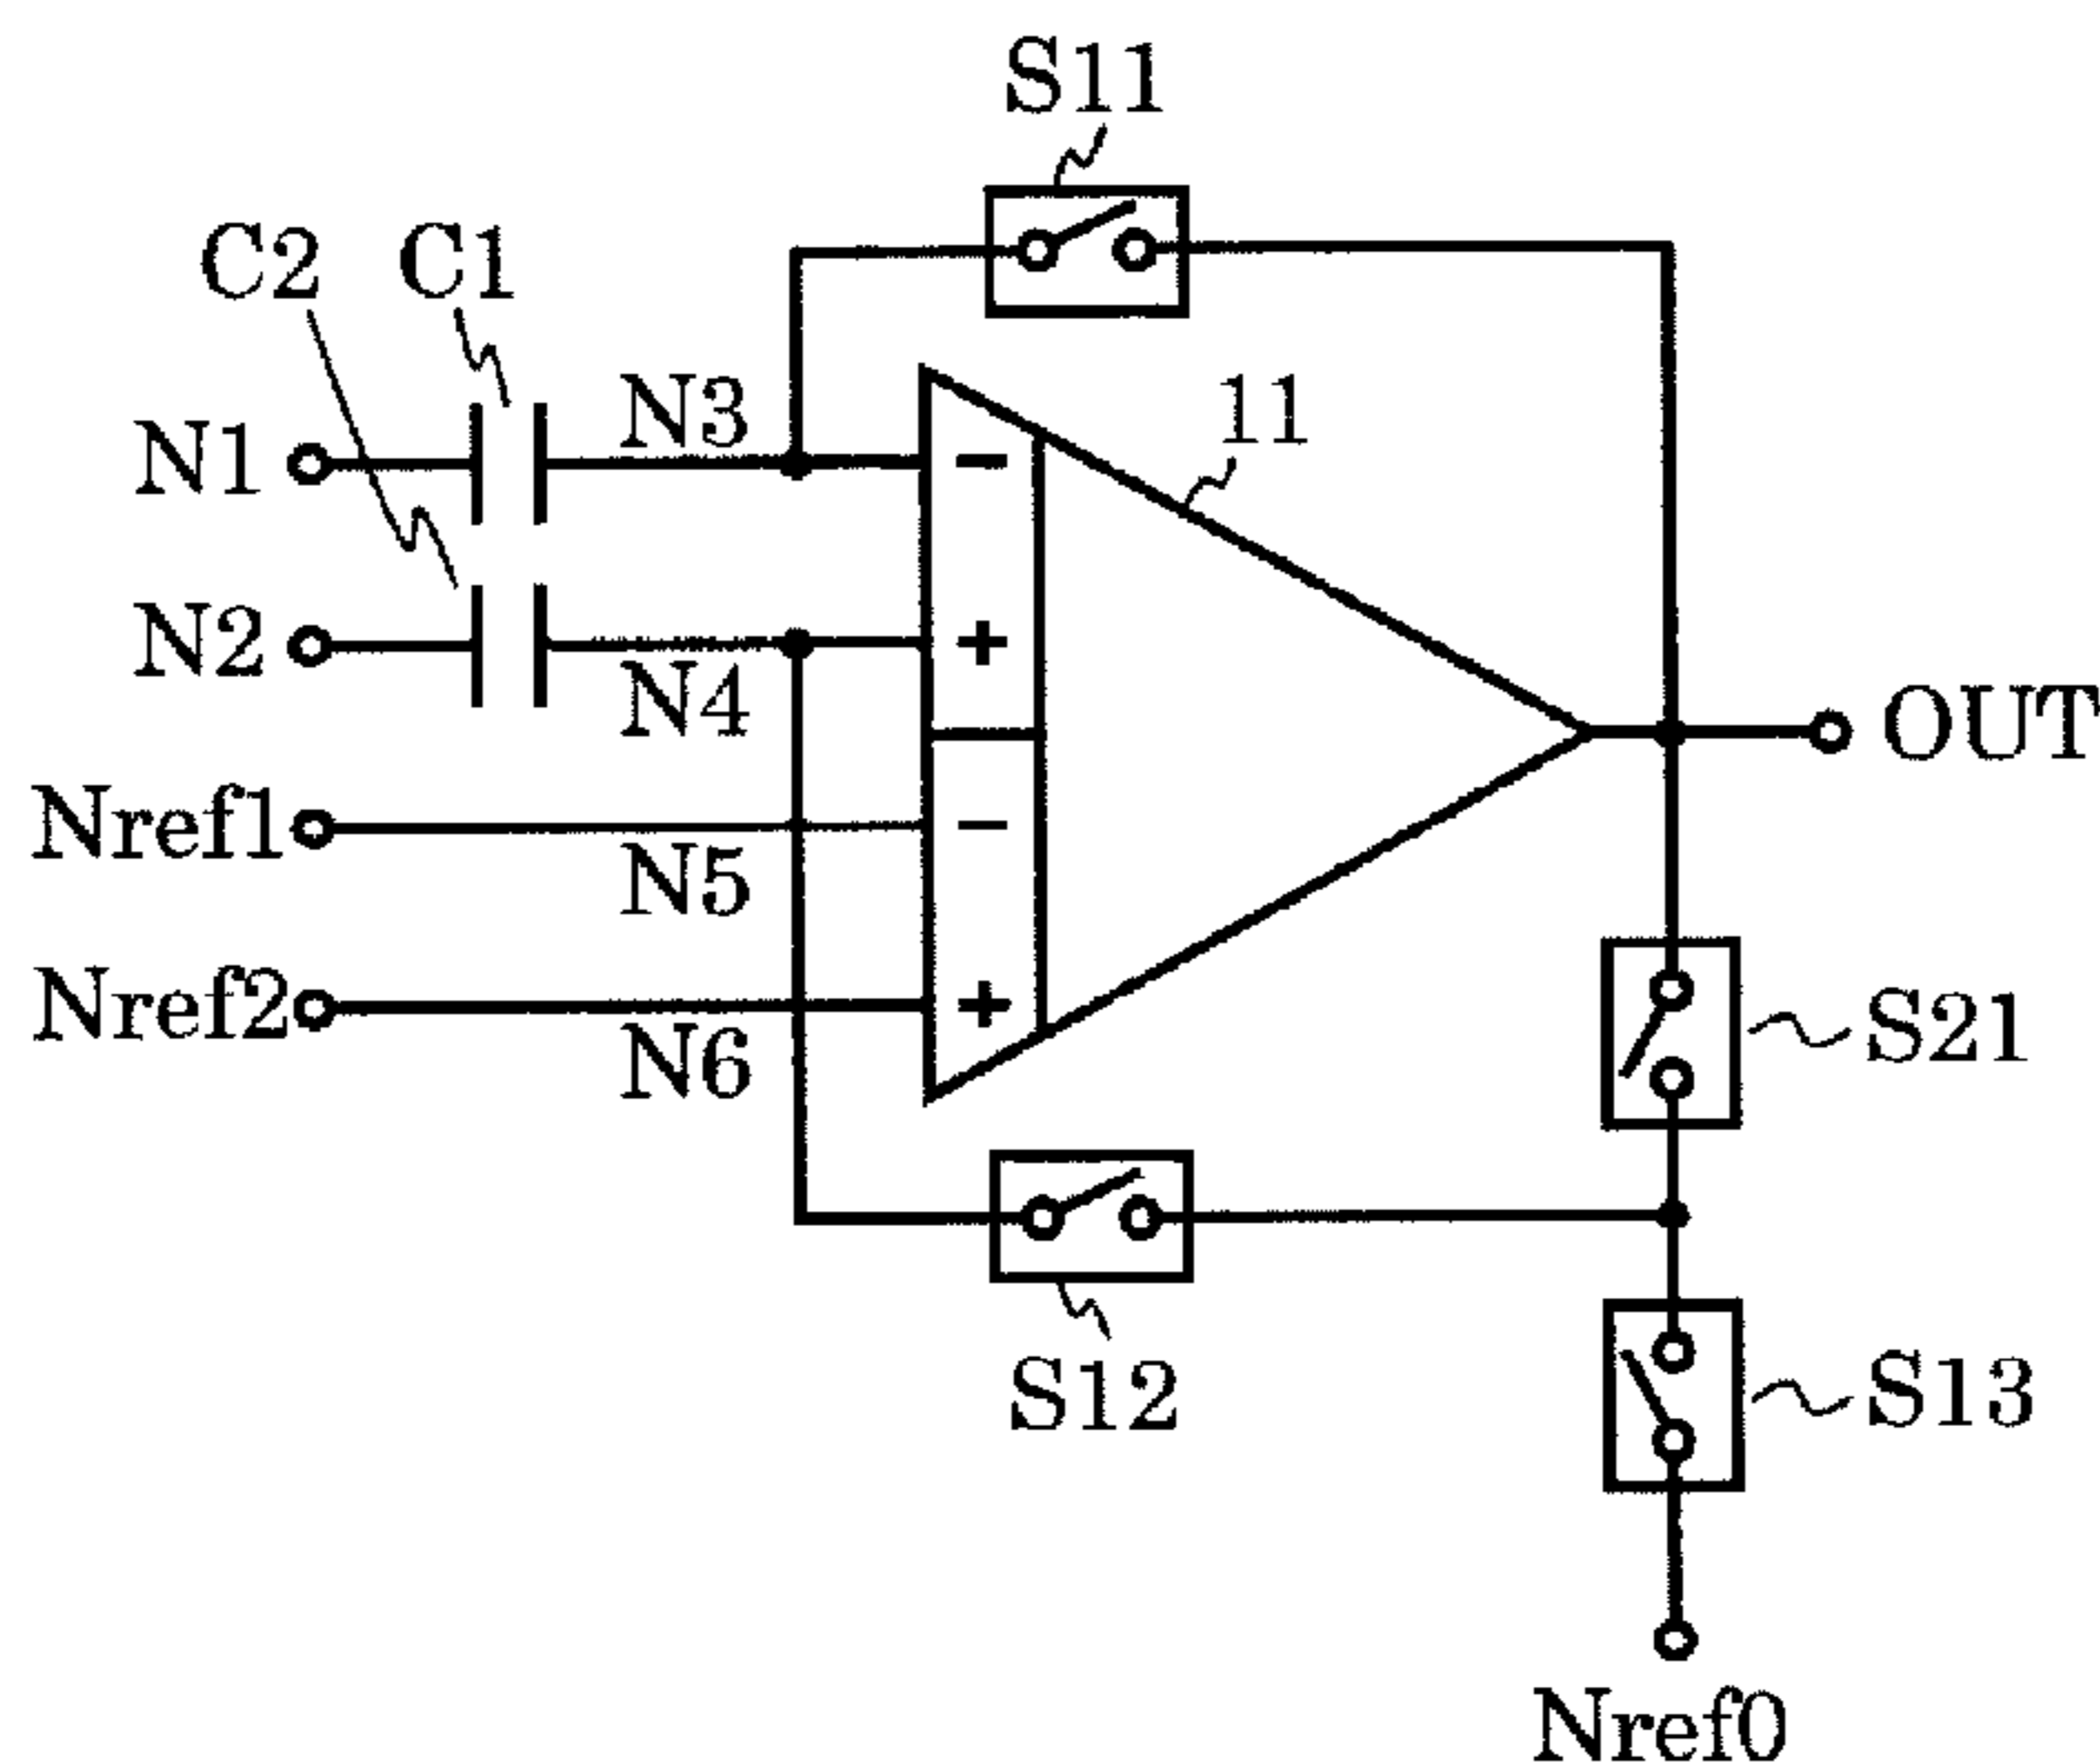 S11
C2
C1
N3
11
N1
N2
N4
OUT
Nref1
N5
Nref2
N6
S21
S12
S13
Nref0